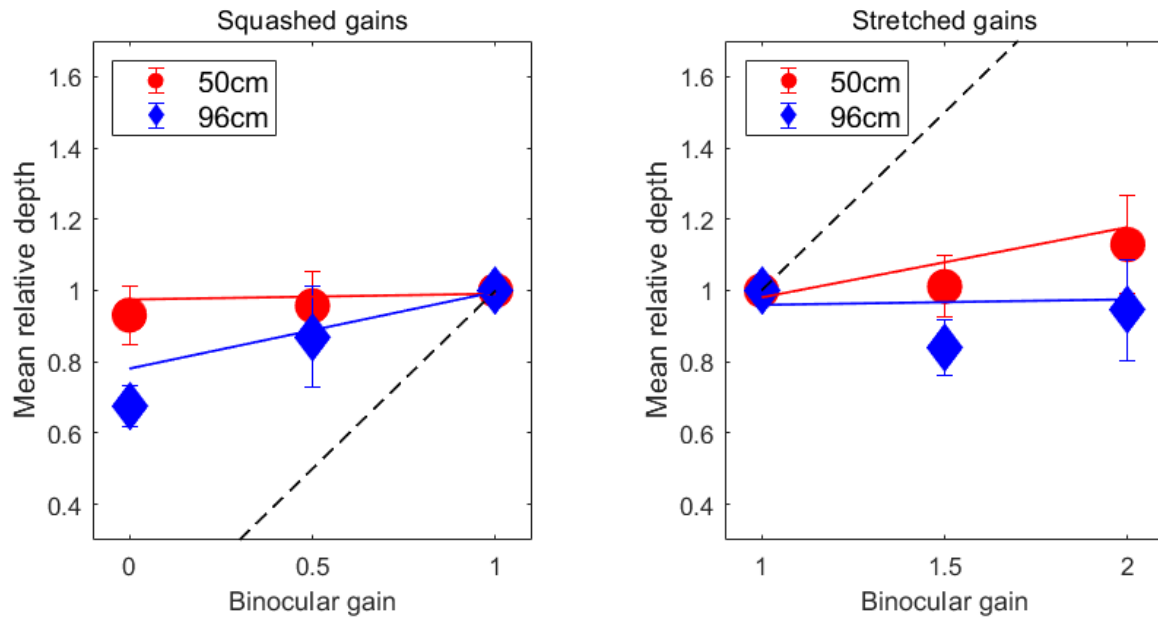 Squashed gains
1.6
1.4
1.2
1
0.8
0.6
0.4
Mean relative depth
50cm
96cm
0
0.5
1
Binocular gain
Stretched gains
1.6
1.4
1.2
1
0.8
0.6
0.4
Mean relative depth
50cm
96cm
1
1.5
2
Binocular gain